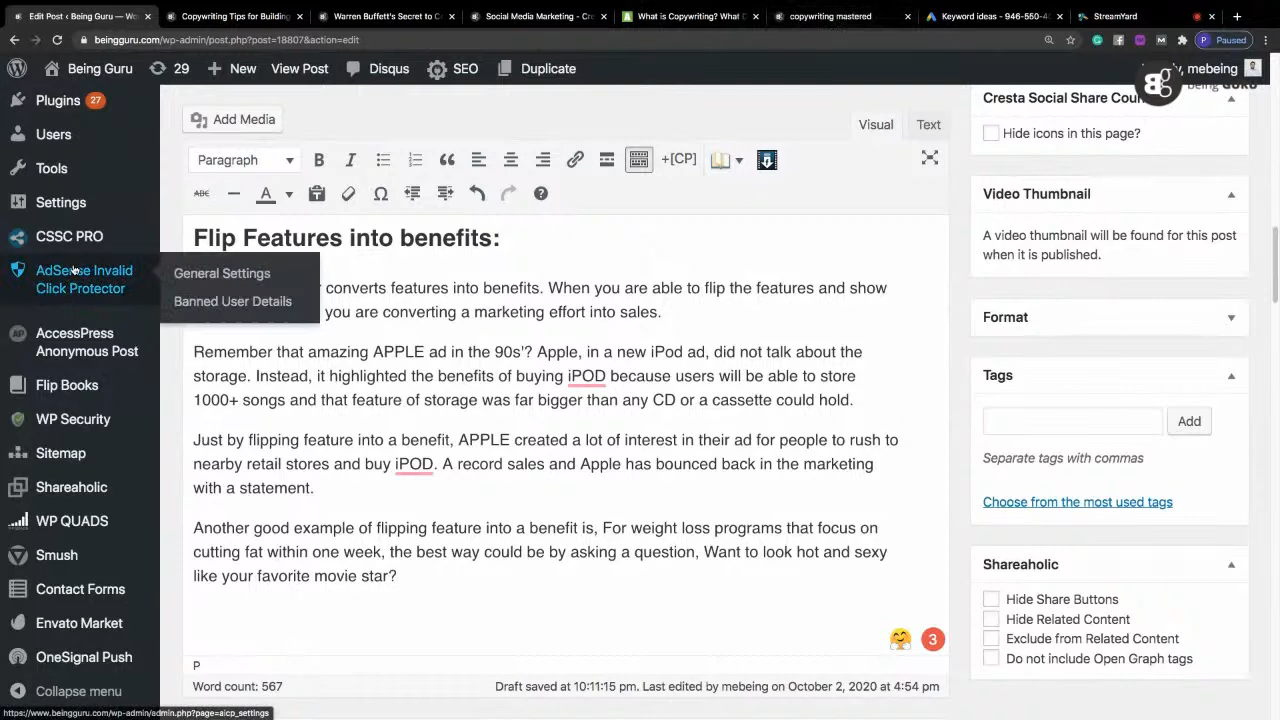 Edit Post ‹ Being Guru — Wo
Copywriting Tips for Building
Warren Buffett's Secret to C
Social Media Marketing - Cre
What is Copywriting? What D
copywriting mastered
Keyword ideas - 946-550-4
StreamYard
beingguru.com/wp-admin/post.php?post=18807&action=edit
Paused
Being Guru
29
New
View Post
Disqus
SEO
Duplicate
mebeing
being GURU
Plugins 27
Users
Tools
Settings
CSSC PRO
AdSense Invalid
Click Protector
General Settings
Banned User Details
AccessPress
Anonymous Post
Flip Books
WP Security
Sitemap
Shareaholic
WP QUADS
Smush
Contact Forms
Envato Market
OneSignal Push
Collapse menu
https://www.beingguru.com/wp-admin/admin.php?page=aicp_settings
Add Media
Visual
Text
Paragraph
+[CP]
ABC
Flip Features into benefits:
converts features into benefits. When you are able to flip the features and show
you are converting a marketing effort into sales.
Remember that amazing APPLE ad in the 90s'? Apple, in a new iPod ad, did not talk about the
storage. Instead, it highlighted the benefits of buying iPOD because users will be able to store
1000+ songs and that feature of storage was far bigger than any CD or a cassette could hold.
Just by flipping feature into a benefit, APPLE created a lot of interest in their ad for people to rush to
nearby retail stores and buy iPOD. A record sales and Apple has bounced back in the marketing
with a statement.
Another good example of flipping feature into a benefit is, For weight loss programs that focus on
cutting fat within one week, the best way could be by asking a question, Want to look hot and sexy
like your favorite movie star?
3
P
Word count: 567
Draft saved at 10:11:15 pm. Last edited by mebeing on October 2, 2020 at 4:54 pm
Cresta Social Share Coun
Hide icons in this page?
Video Thumbnail
A video thumbnail will be found for this post
when it is published.
Format
Tags
Add
Separate tags with commas
Choose from the most used tags
Shareaholic
Hide Share Buttons
Hide Related Content
Exclude from Related Content
Do not include Open Graph tags